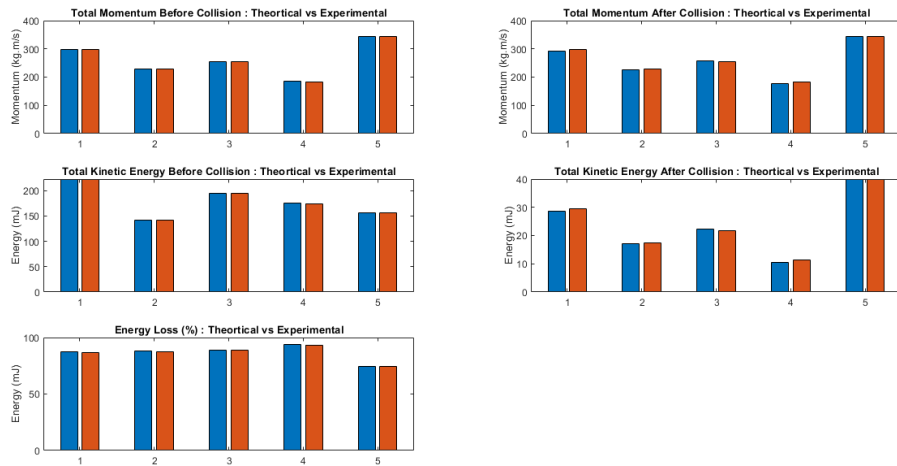 Total Momentum Before Collision : Theortical vs Experimental
Momentum (kg.m/s)
400
300
200
100
0
1 2 3 4 5
Total Momentum After Collision : Theortical vs Experimental
Momentum (kg.m/s)
400
300
200
100
0
1 2 3 4 5
Total Kinetic Energy Before Collision : Theortical vs Experimental
Energy (mJ)
200
150
100
50
0
1 2 3 4 5
Total Kinetic Energy After Collision : Theortical vs Experimental
Energy (mJ)
40
30
20
10
0
1 2 3 4 5
Energy Loss (%) : Theortical vs Experimental
Energy (mJ)
100
50
0
1 2 3 4 5